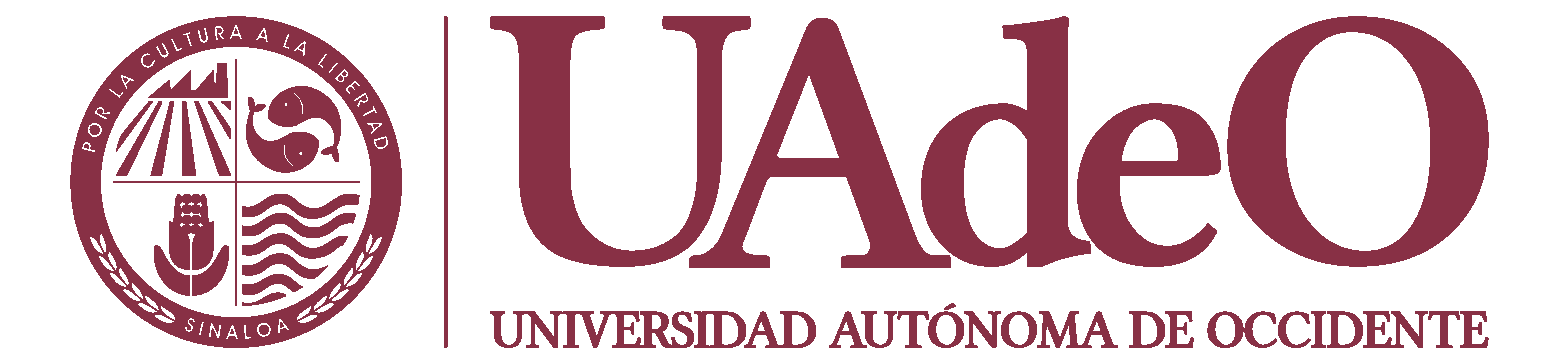 POR LA CULTURA A LA LIBERTAD
SINALOA
UAdeO
UNIVERSIDAD AUTÓNOMA DE OCCIDENTE